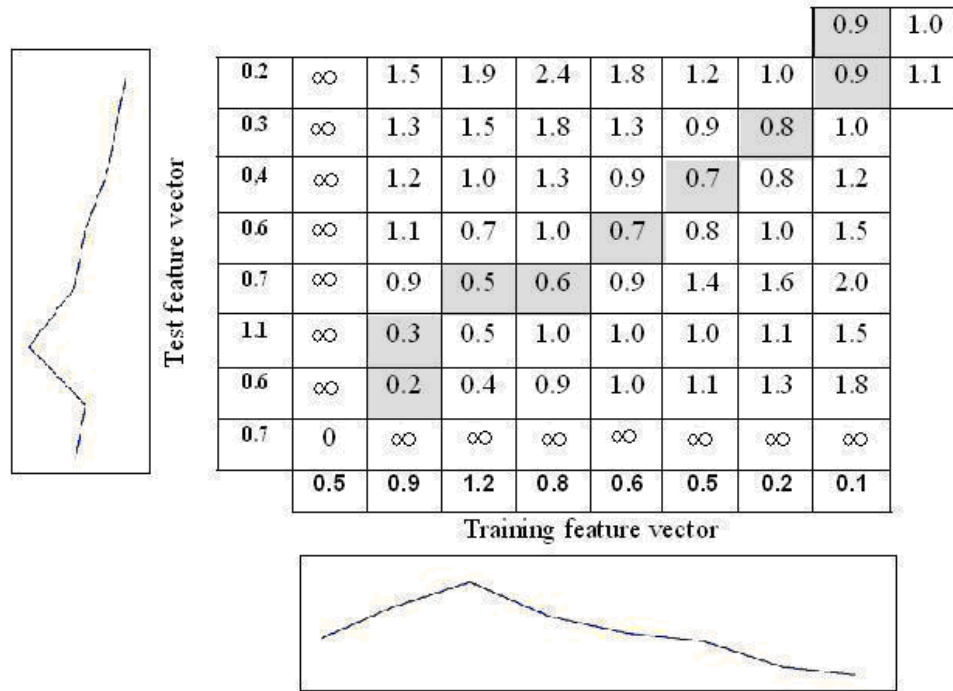 0.9 1.0
0.2 ∞ 1.5 1.9 2.4 1.8 1.2 1.0 0.9 1.1
0.3 ∞ 1.3 1.5 1.8 1.3 0.9 0.8 1.0
0,4 ∞ 1.2 1.0 1.3 0.9 0.7 0.8 1.2
0.6 ∞ 1.1 0.7 1.0 0.7 0.8 1.0 1.5
0.7 ∞ 0.9 0.5 0.6 0.9 1.4 1.6 2.0
1.1 ∞ 0.3 0.5 1.0 1.0 1.0 1.1 1.5
0.6 ∞ 0.2 0.4 0.9 1.0 1.1 1.3 1.8
0.7 0 ∞ ∞ ∞ ∞ ∞ ∞ ∞
0.5 0.9 1.2 0.8 0.6 0.5 0.2 0.1
Test feature vector
Training feature vector